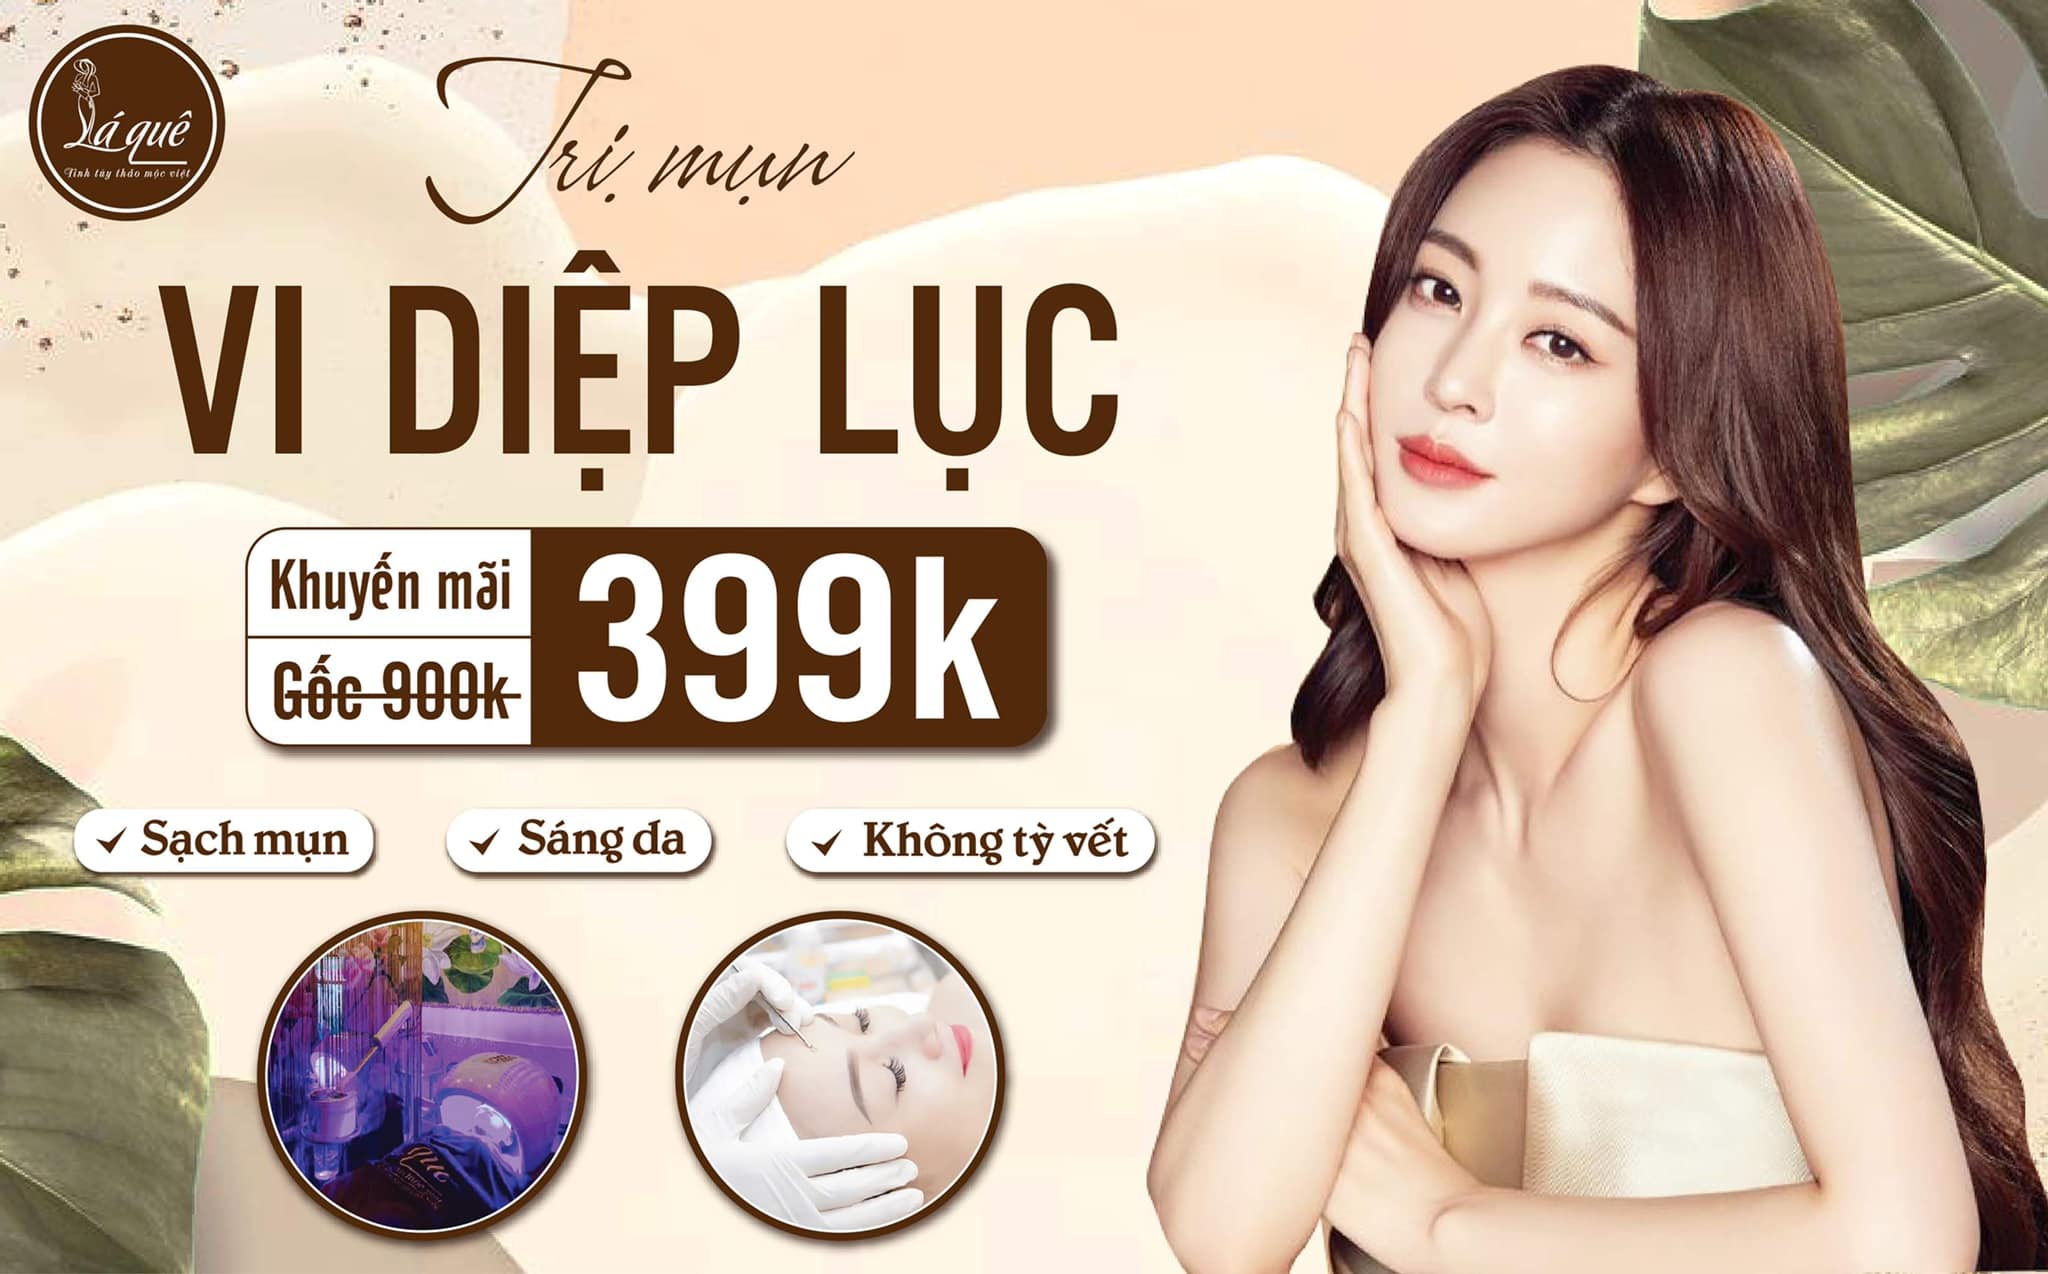 Lá quê
Tinh túy thảo mộc việt
Trị mụn
VI DIỆP LỤC
Khuyến mãi
Gốc 900k
399k
Sạch mụn
Sáng da
Không tỳ vết